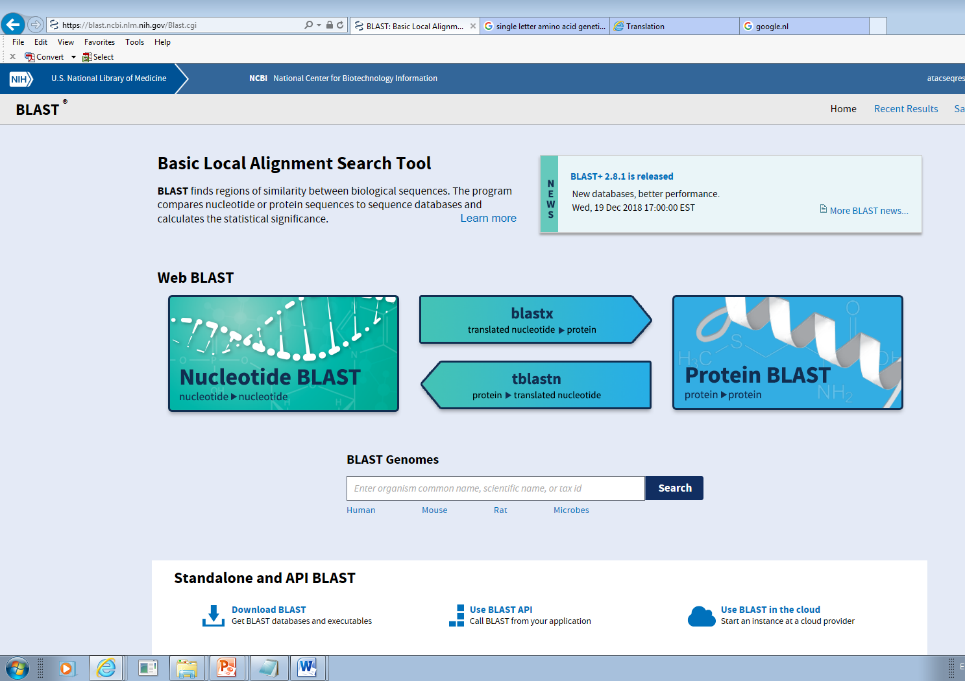 https://blast.ncbi.nlm.nih.gov/Blast.cgi
BLAST: Basic Local Alignm...
single letter amino acid geneti...
Translation
google.nl
File Edit View Favorites Tools Help
Convert Select
NIH U.S. National Library of Medicine NCBI National Center for Biotechnology Information atacseqres
BLAST ® Home Recent Results Sa
Basic Local Alignment Search Tool
BLAST finds regions of similarity between biological sequences. The program
compares nucleotide or protein sequences to sequence databases and
calculates the statistical significance. Learn more
NEWS
BLAST+ 2.8.1 is released
New databases, better performance.
Wed, 19 Dec 2018 17:00:00 EST
More BLAST news...
Web BLAST
Nucleotide BLAST
nucleotide ▶ nucleotide
blastx
translated nucleotide ▶ protein
tblastn
protein ▶ translated nucleotide
H₃C S O OH
NH₂
Protein BLAST
protein ▶ protein
BLAST Genomes
Enter organism common name, scientific name, or tax id Search
Human Mouse Rat Microbes
Standalone and API BLAST
Download BLAST
Get BLAST databases and executables
Use BLAST API
Call BLAST from your application
Use BLAST in the cloud
Start an instance at a cloud provider